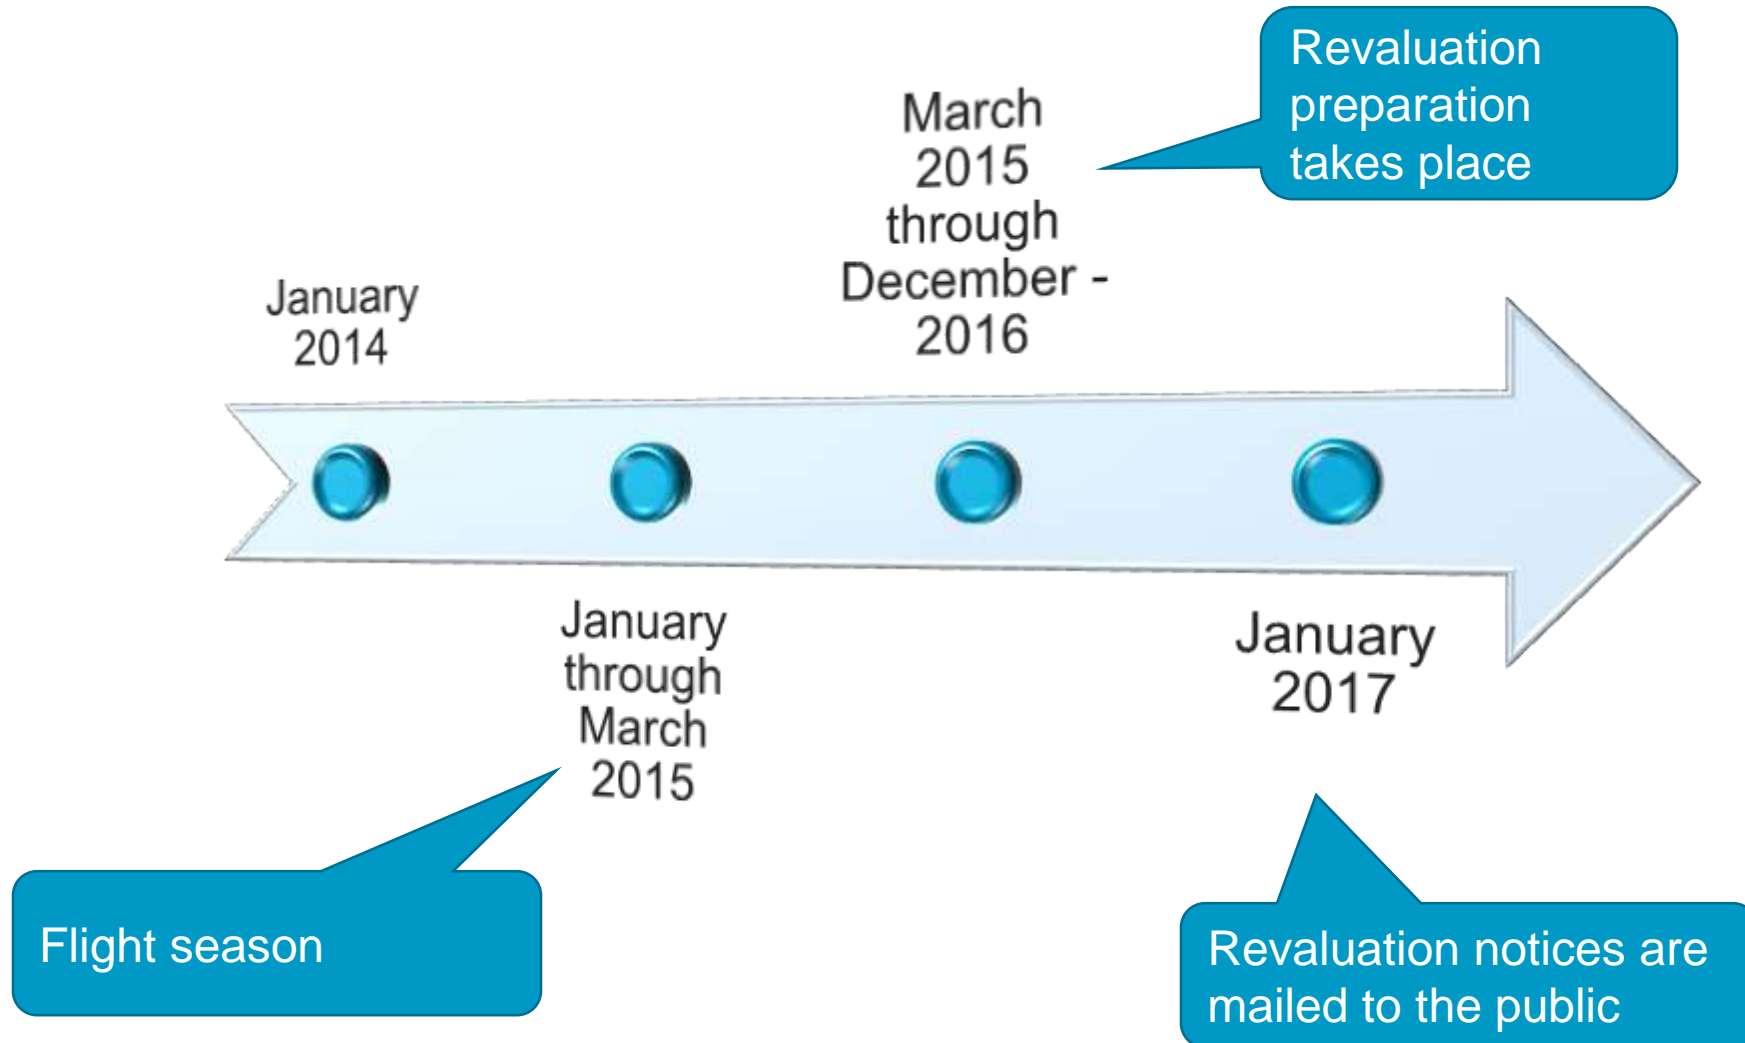 January
2014
January
through
March
2015
Flight season
March
2015
through
December -
2016
Revaluation
preparation
takes place
January
2017
Revaluation notices are
mailed to the public